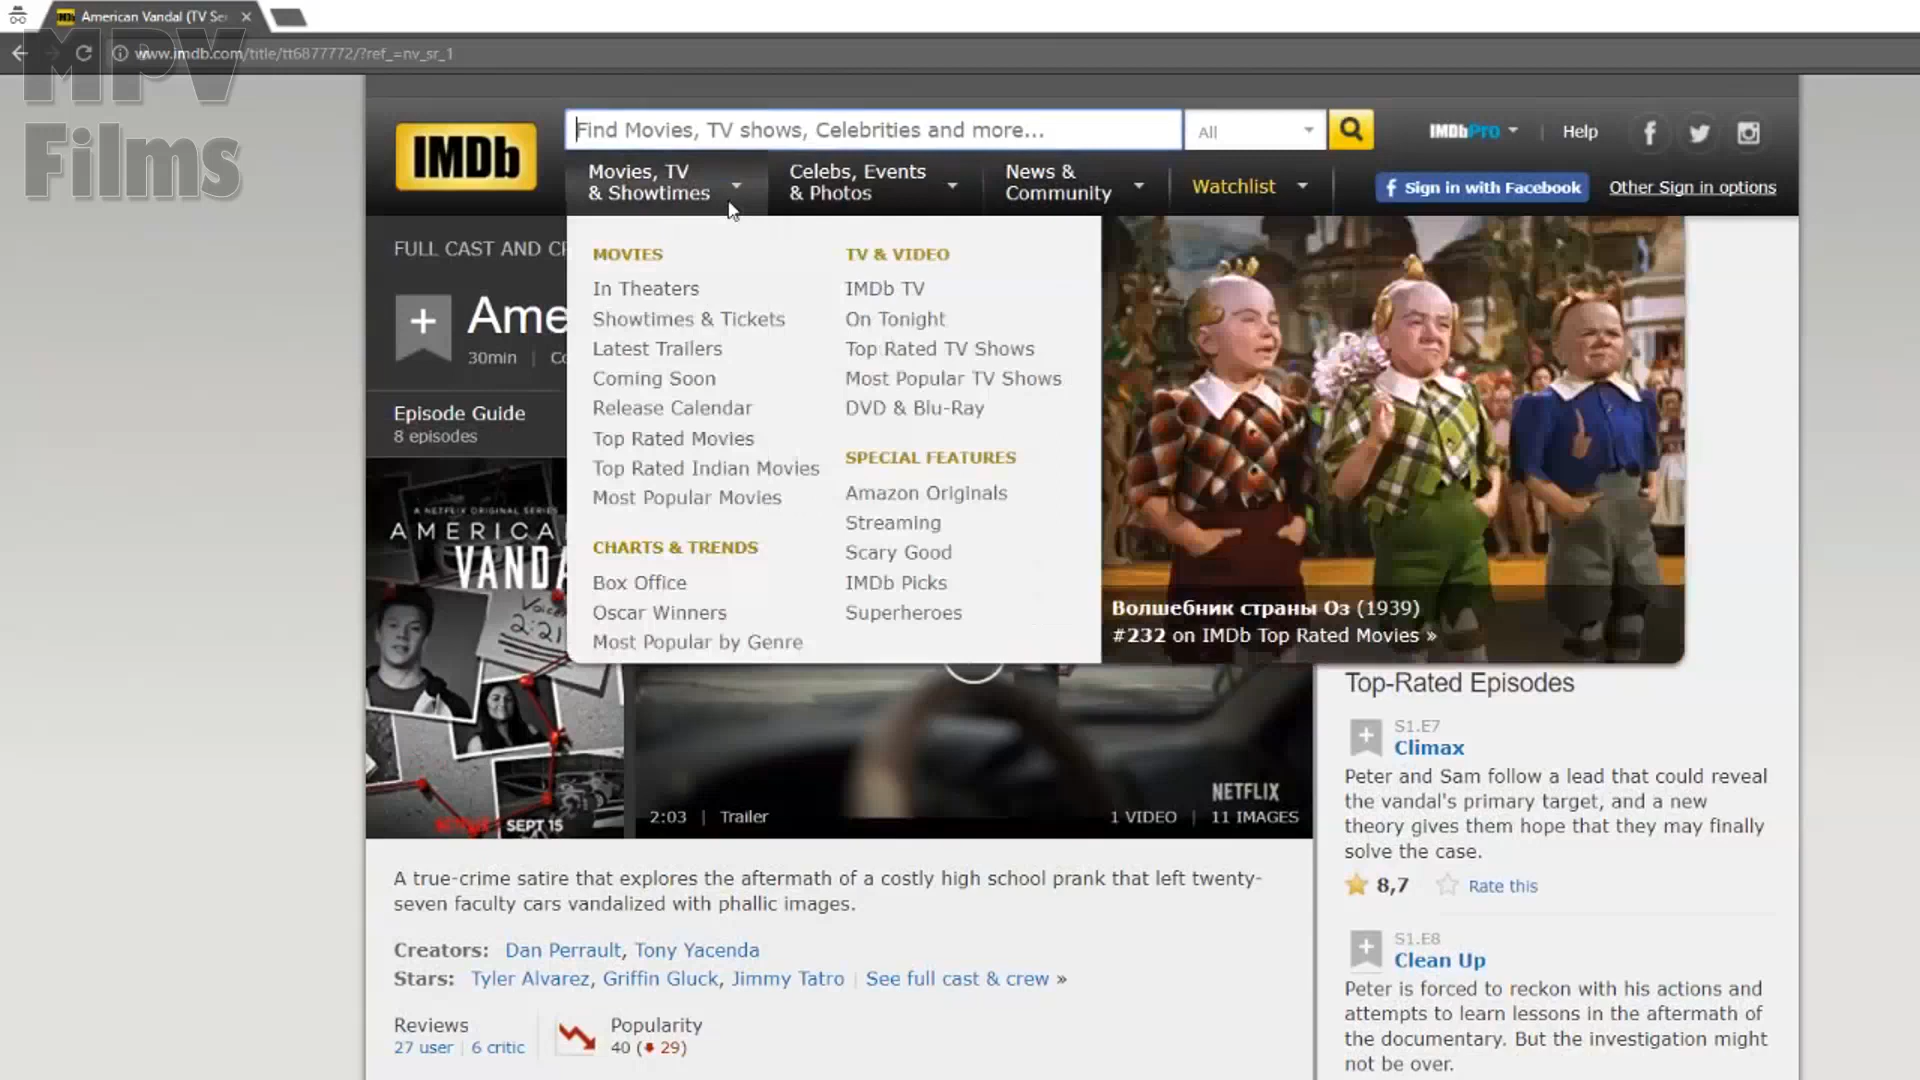 American Vandal (TV Se
www.imdb.com/title/tt6877772/?ref_=nv_sr_1
MPV
Films
IMDb
Find Movies, TV shows, Celebrities and more...
All
IMDbPro
Help
Movies, TV
& Showtimes
Celebs, Events
& Photos
News &
Community
Watchlist
Sign in with Facebook
Other Sign in options
FULL CAST AND CR
Ame
30min
Episode Guide
8 episodes
MOVIES
In Theaters
Showtimes & Tickets
Latest Trailers
Coming Soon
Release Calendar
Top Rated Movies
Top Rated Indian Movies
Most Popular Movies
CHARTS & TRENDS
Box Office
Oscar Winners
Most Popular by Genre
TV & VIDEO
IMDb TV
On Tonight
Top Rated TV Shows
Most Popular TV Shows
DVD & Blu-Ray
SPECIAL FEATURES
Amazon Originals
Streaming
Scary Good
IMDb Picks
Superheroes
Волшебник страны Оз (1939)
#232 on IMDb Top Rated Movies »
A NETFLIX ORIGINAL SERIES
AMERICAN
VANDA
2:21
SEPT 15
2:03 | Trailer
NETFLIX
1 VIDEO | 11 IMAGES
A true-crime satire that explores the aftermath of a costly high school prank that left twenty-
seven faculty cars vandalized with phallic images.
Creators: Dan Perrault, Tony Yacenda
Stars: Tyler Alvarez, Griffin Gluck, Jimmy Tatro | See full cast & crew »
Reviews
27 user | 6 critic
Popularity
40 (29)
Top-Rated Episodes
S1.E7
Climax
Peter and Sam follow a lead that could reveal
the vandal's primary target, and a new
theory gives them hope that they may finally
solve the case.
8,7
Rate this
S1.E8
Clean Up
Peter is forced to reckon with his actions and
attempts to learn lessons in the aftermath of
the documentary. But the investigation might
not be over.